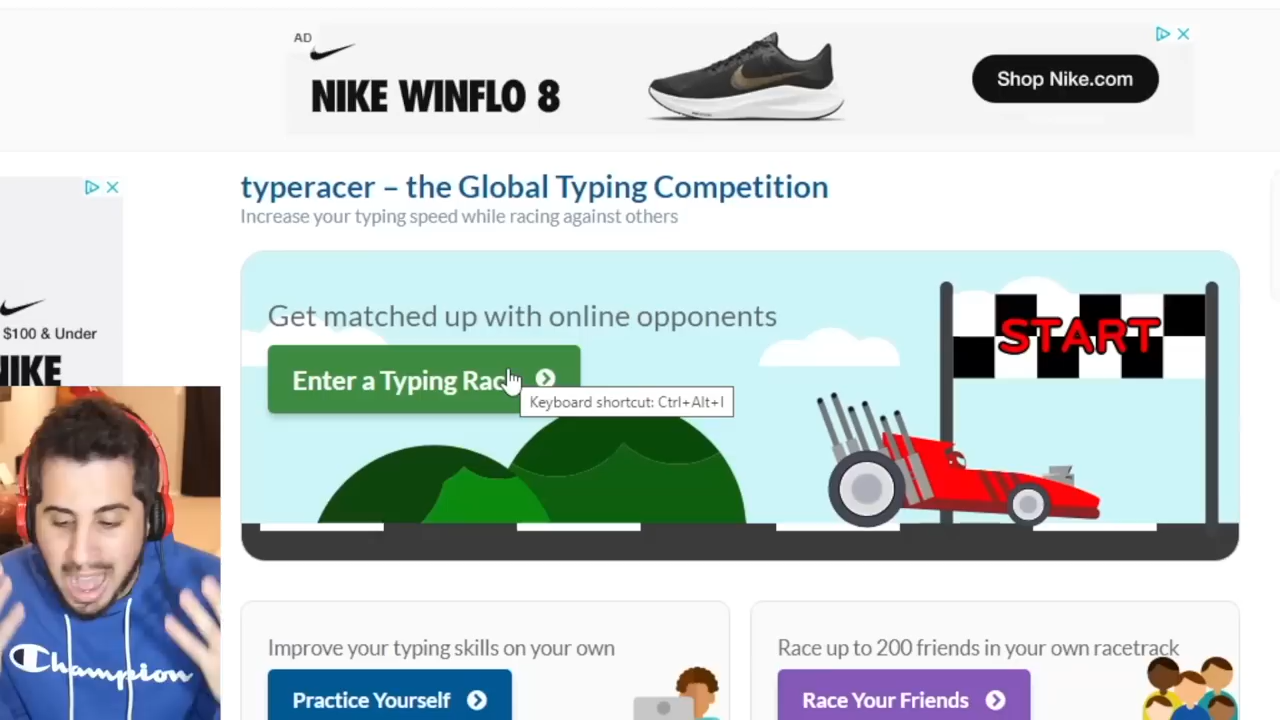 AD
NIKE WINFLO 8
Shop Nike.com
typeracer – the Global Typing Competition
Increase your typing speed while racing against others
$100 & Under
NIKE
Get matched up with online opponents
START
Enter a Typing Rac
Keyboard shortcut: Ctrl+Alt+I
Champion
Improve your typing skills on your own
Practice Yourself
Race up to 200 friends in your own racetrack
Race Your Friends